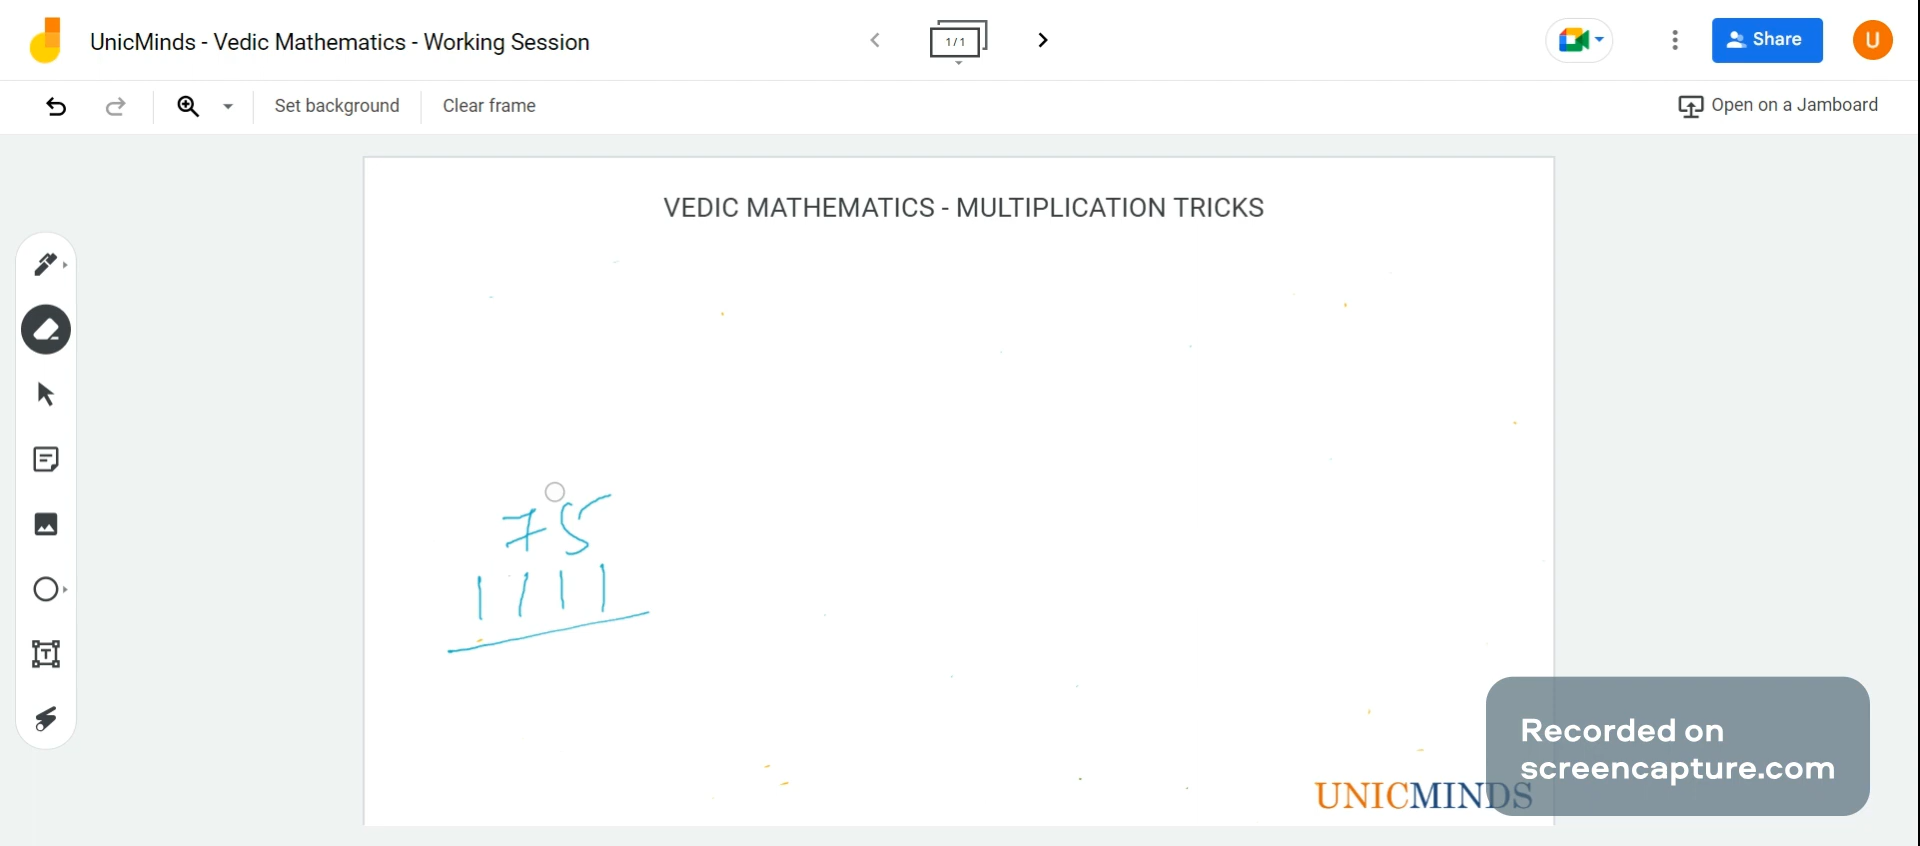 UnicMinds - Vedic Mathematics - Working Session
1 / 1
Share
U
Set background
Clear frame
Open on a Jamboard
VEDIC MATHEMATICS - MULTIPLICATION TRICKS
75
1111
T
Recorded on
screencapture.com
UNICMINDS